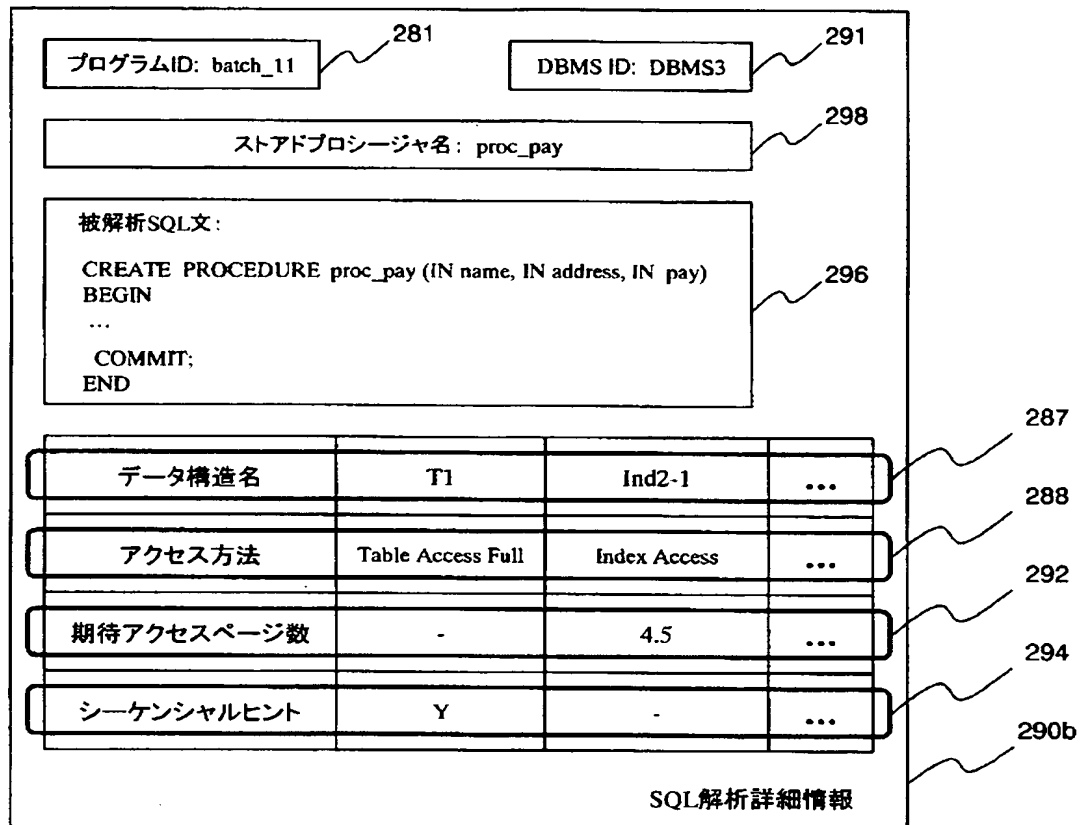 281
291
プログラムID: batch_11
DBMS ID: DBMS3
298
ストアドプロシージャ名: proc_pay
被解析SQL文:
CREATE PROCEDURE proc_pay (IN name, IN address, IN pay)
BEGIN
...
COMMIT;
END
296
287
データ構造名 T1 Ind2-1 ...
288
アクセス方法 Table Access Full Index Access ...
292
期待アクセスページ数 - 4.5 ...
294
シーケンシャルヒント Y - ...
290b
SQL解析詳細情報